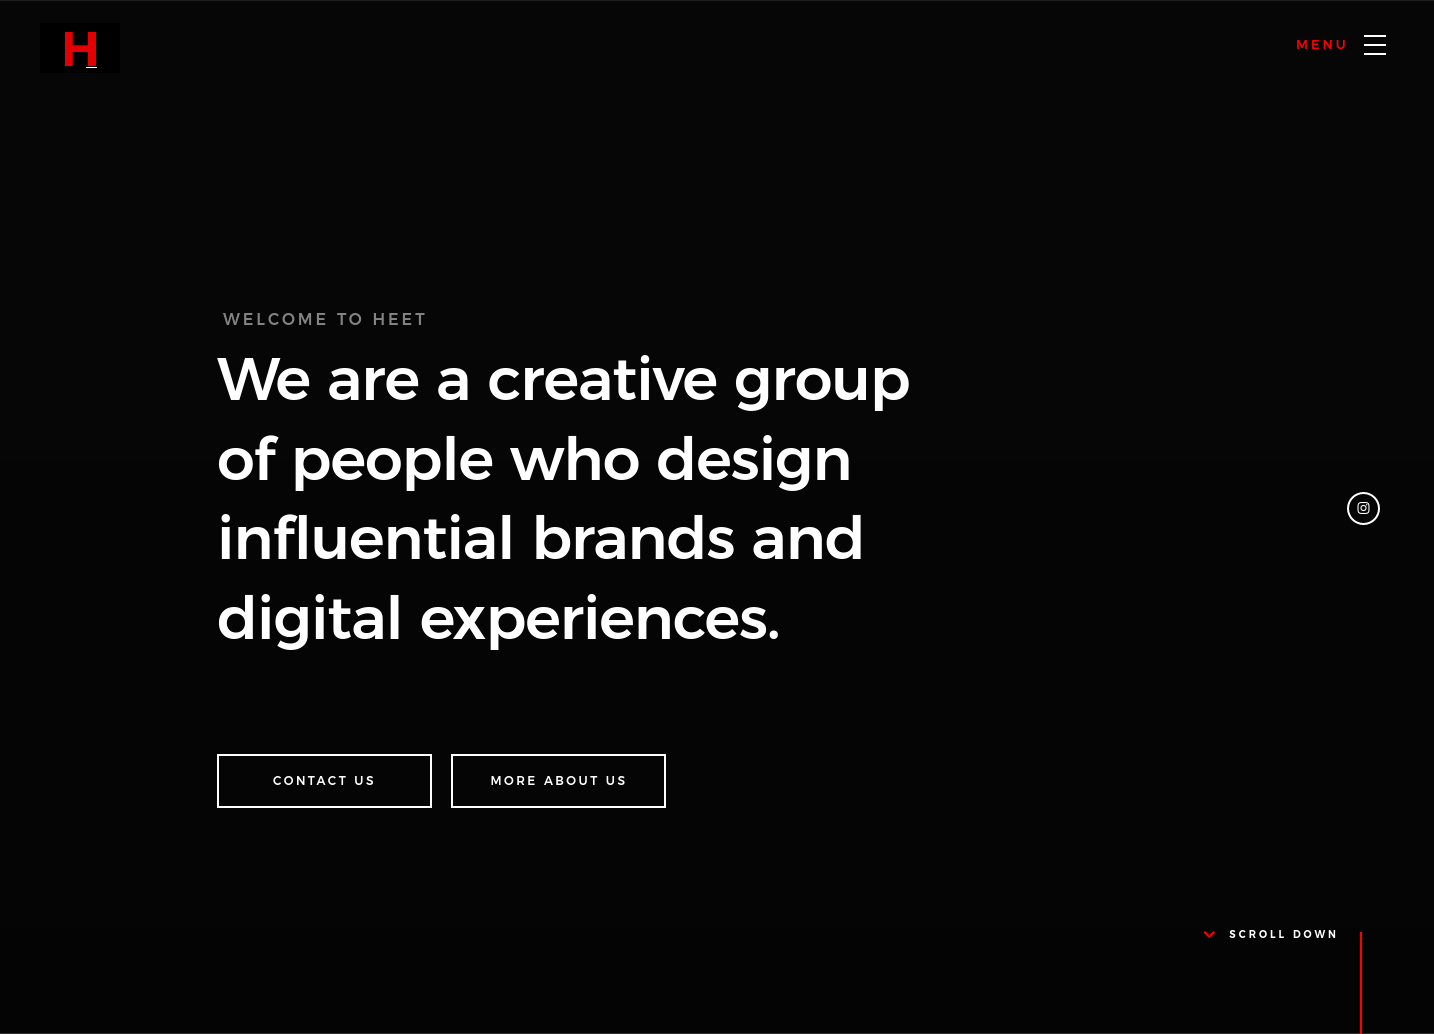 H
MENU
WELCOME TO HEET
We are a creative group
of people who design
influential brands and
digital experiences.
CONTACT US
MORE ABOUT US
SCROLL DOWN